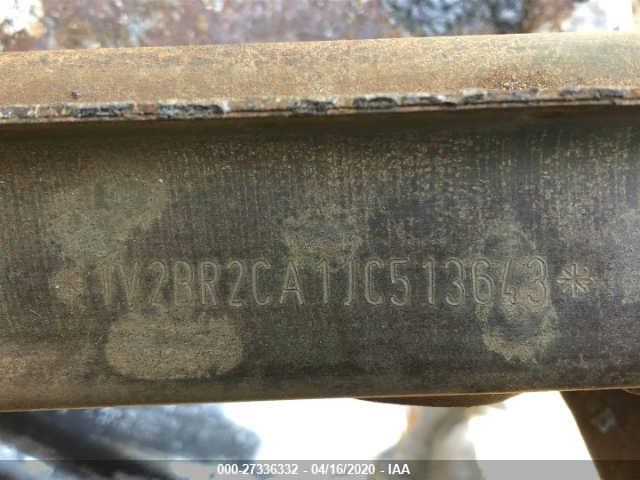 *1V2BR2CA1JC513643*
000-27336332 - 04/16/2020 - IAA